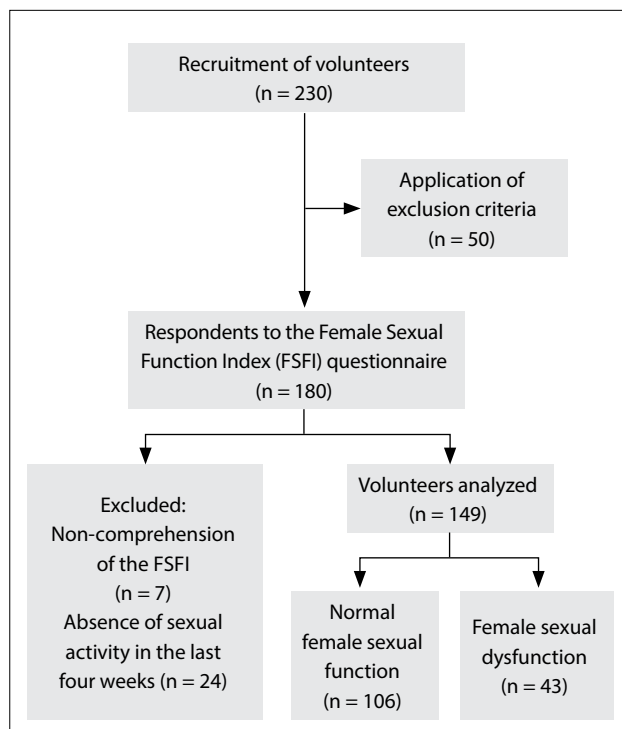 Recruitment of volunteers
(n = 230)
Application of
exclusion criteria
(n = 50)
Respondents to the Female Sexual
Function Index (FSFI) questionnaire
(n = 180)
Excluded:
Non-comprehension
of the FSFI
(n = 7)
Absence of sexual
activity in the last
four weeks (n = 24)
Volunteers analyzed
(n = 149)
Normal
female sexual
function
(n = 106)
Female sexual
dysfunction
(n = 43)